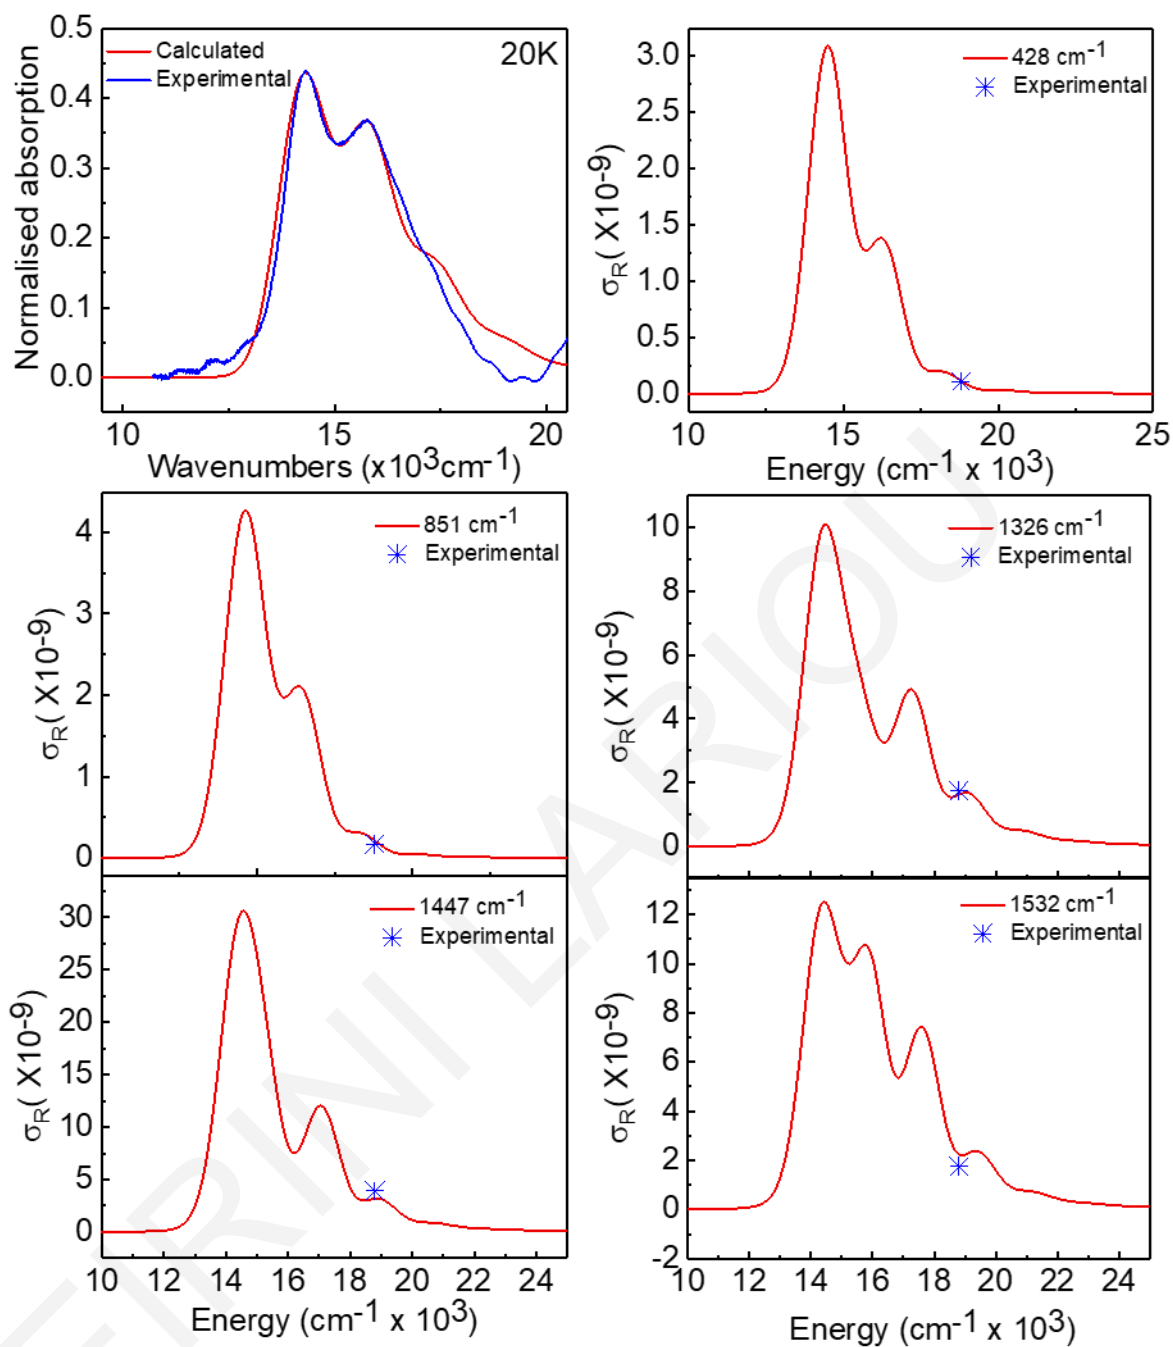 0.5
0.4
0.3
0.2
0.1
0.0
Normalised absorption
Calculated
Experimental
20K
10 15 20
Wavenumbers (x10³cm⁻¹)
3.0
2.5
2.0
1.5
1.0
0.5
0.0
σR( X10⁻⁹)
428 cm⁻¹
Experimental
10 15 20 25
Energy (cm⁻¹ x 10³)
4
3
2
1
0
σR( X10⁻⁹)
851 cm⁻¹
Experimental
10
8
6
4
2
0
σR( X10⁻⁹)
1326 cm⁻¹
Experimental
30
25
20
15
10
5
0
σR( X10⁻⁹)
1447 cm⁻¹
Experimental
10 12 14 16 18 20 22 24
Energy (cm⁻¹ x 10³)
12
10
8
6
4
2
0
-2
σR( X10⁻⁹)
1532 cm⁻¹
Experimental
10 12 14 16 18 20 22 24
Energy (cm⁻¹ x 10³)
EIRINI LARIOU